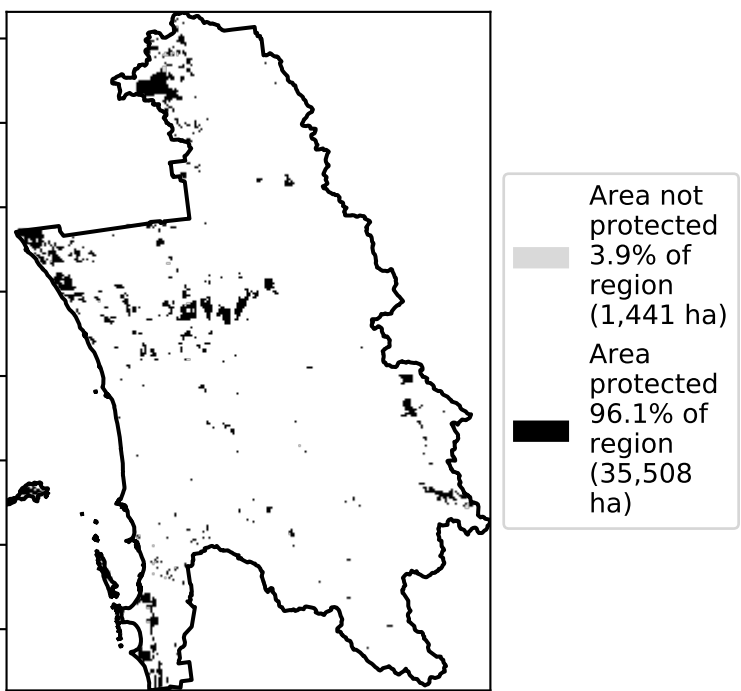 Area not
protected
3.9% of
region
(1,441 ha)
Area
protected
96.1% of
region
(35,508
ha)